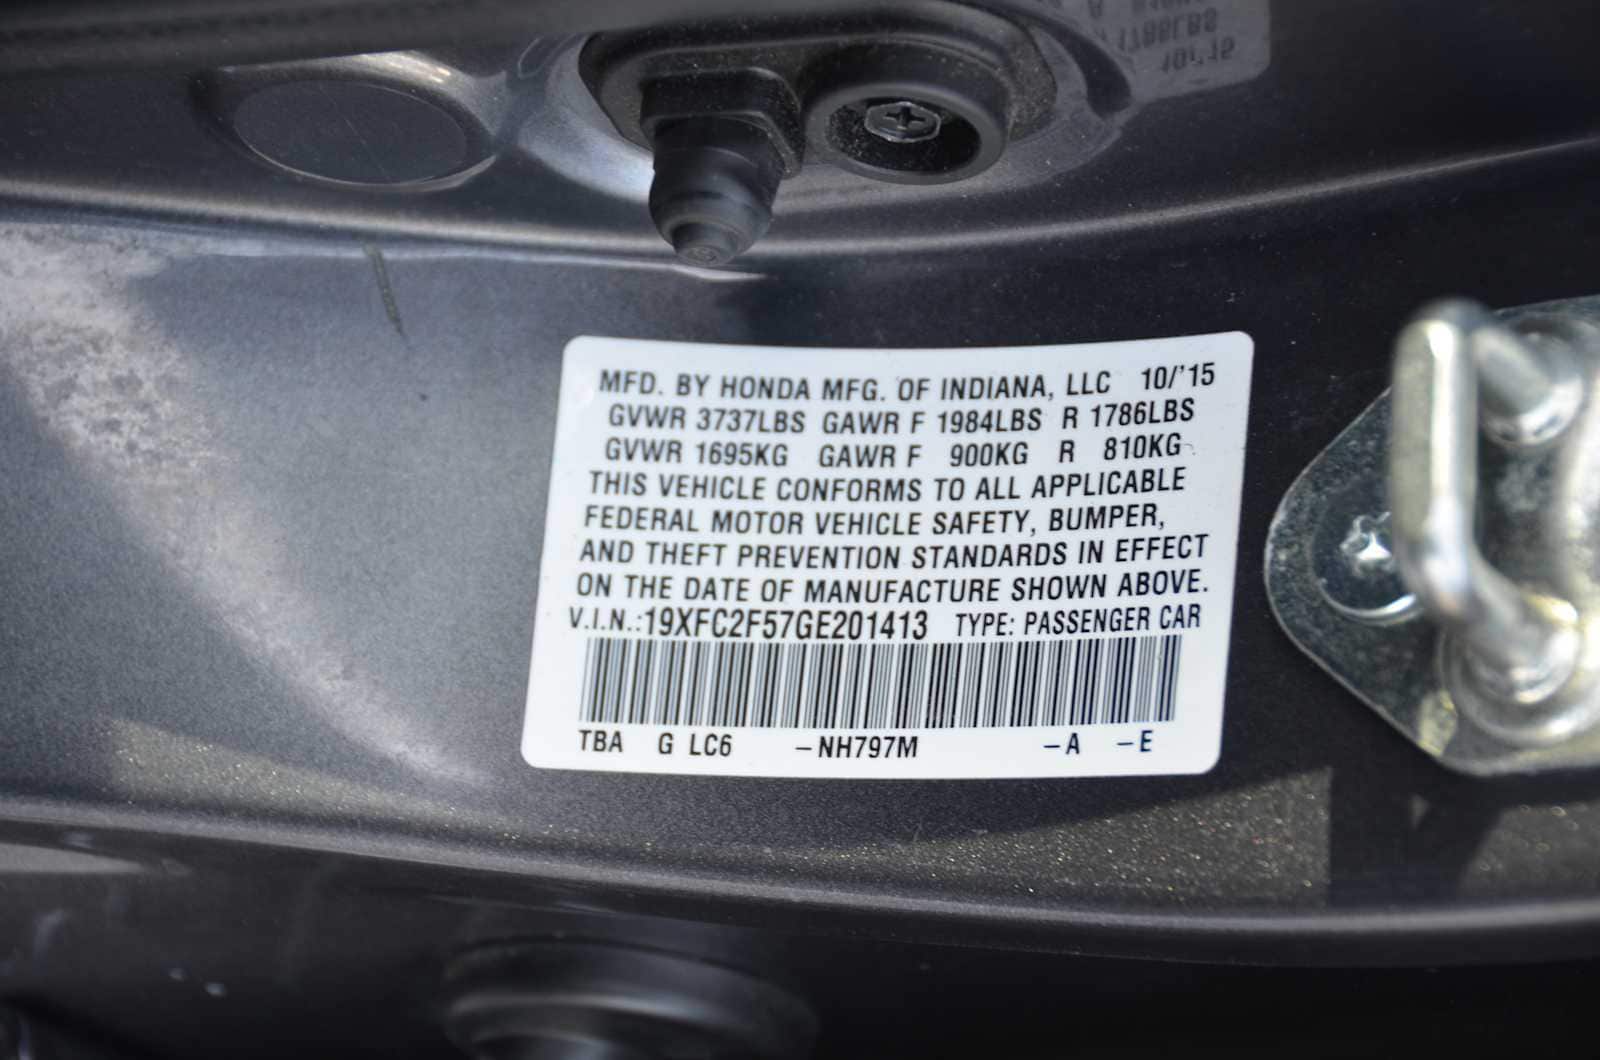 MFD. BY HONDA MFG. OF INDIANA, LLC 10/'15
GVWR 3737LBS GAWR F 1984LBS R 1786LBS
GVWR 1695KG GAWR F 900KG R 810KG
THIS VEHICLE CONFORMS TO ALL APPLICABLE
FEDERAL MOTOR VEHICLE SAFETY, BUMPER,
AND THEFT PREVENTION STANDARDS IN EFFECT
ON THE DATE OF MANUFACTURE SHOWN ABOVE.
V.I.N.:19XFC2F57GE201413 TYPE: PASSENGER CAR
TBA G LC6 -NH797M -A -E